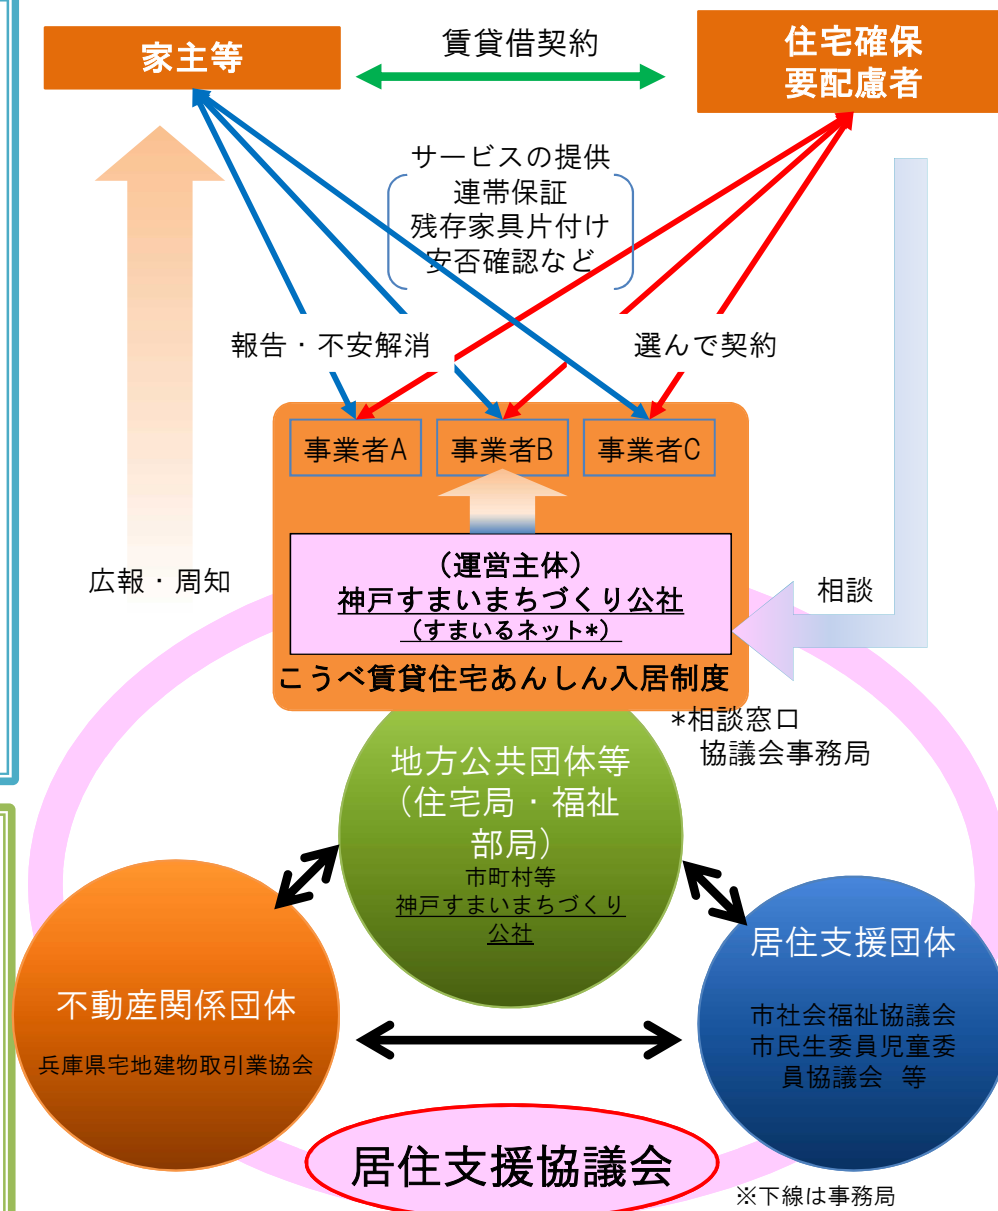 家主等
賃貸借契約
住宅確保
要配慮者
サービスの提供
連帯保証
残存家具片付け
安否確認など
報告・不安解消
選んで契約
事業者A
事業者B
事業者C
広報・周知
(運営主体)
神戸すまいまちづくり公社
(すまいるネット*)
こうべ賃貸住宅あんしん入居制度
相談
*相談窓口
協議会事務局
地方公共団体等
(住宅局・福祉
部局)
市町村等
神戸すまいまちづくり
公社
不動産関係団体
兵庫県宅地建物取引業協会
居住支援団体
市社会福祉協議会
市民生委員児童委
員協議会 等
居住支援協議会
※下線は事務局